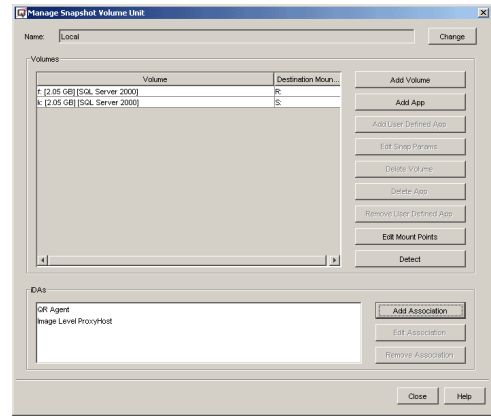 Manage Snapshot Volume Unit
Name: Local Change
Volumes
Volume Destination Moun...
f: [2.05 GB] [SQL Server 2000] R:
k: [2.05 GB] [SQL Server 2000] S:
Add Volume
Add App
Add User Defined App
Edit Snap Params
Delete Volume
Delete App
Remove User Defined App
Edit Mount Points
Detect
iDAs
QR Agent
Image Level ProxyHost
Add Association
Edit Association
Remove Association
Close Help